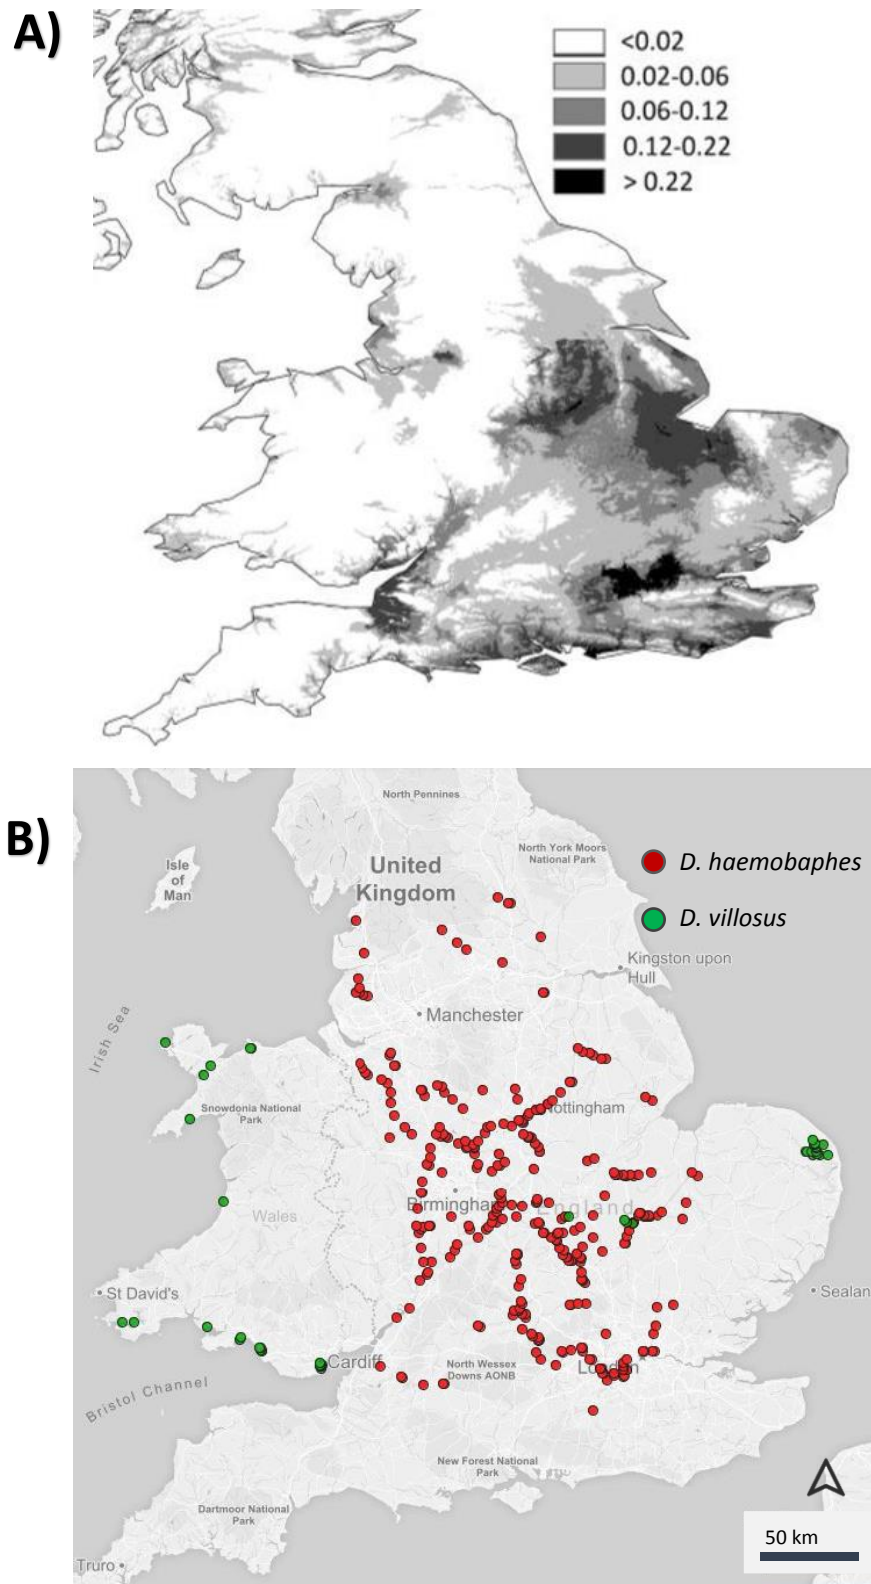 A)
<0.02
0.02-0.06
0.06-0.12
0.12-0.22
> 0.22
B)
North Pennines
North York Moors
National Park
Isle
of
Man
United
Kingdom
D. haemobaphes
D. villosus
Kingston upon
Hull
Irish Sea
Manchester
Snowdonia National
Park
Nottingham
Birmingham
England
Wales
St David's
Sealan
Cardiff
North Wessex
Downs AONB
London
Bristol Channel
New Forest National
Park
Dartmoor National
Park
Truro
50 km